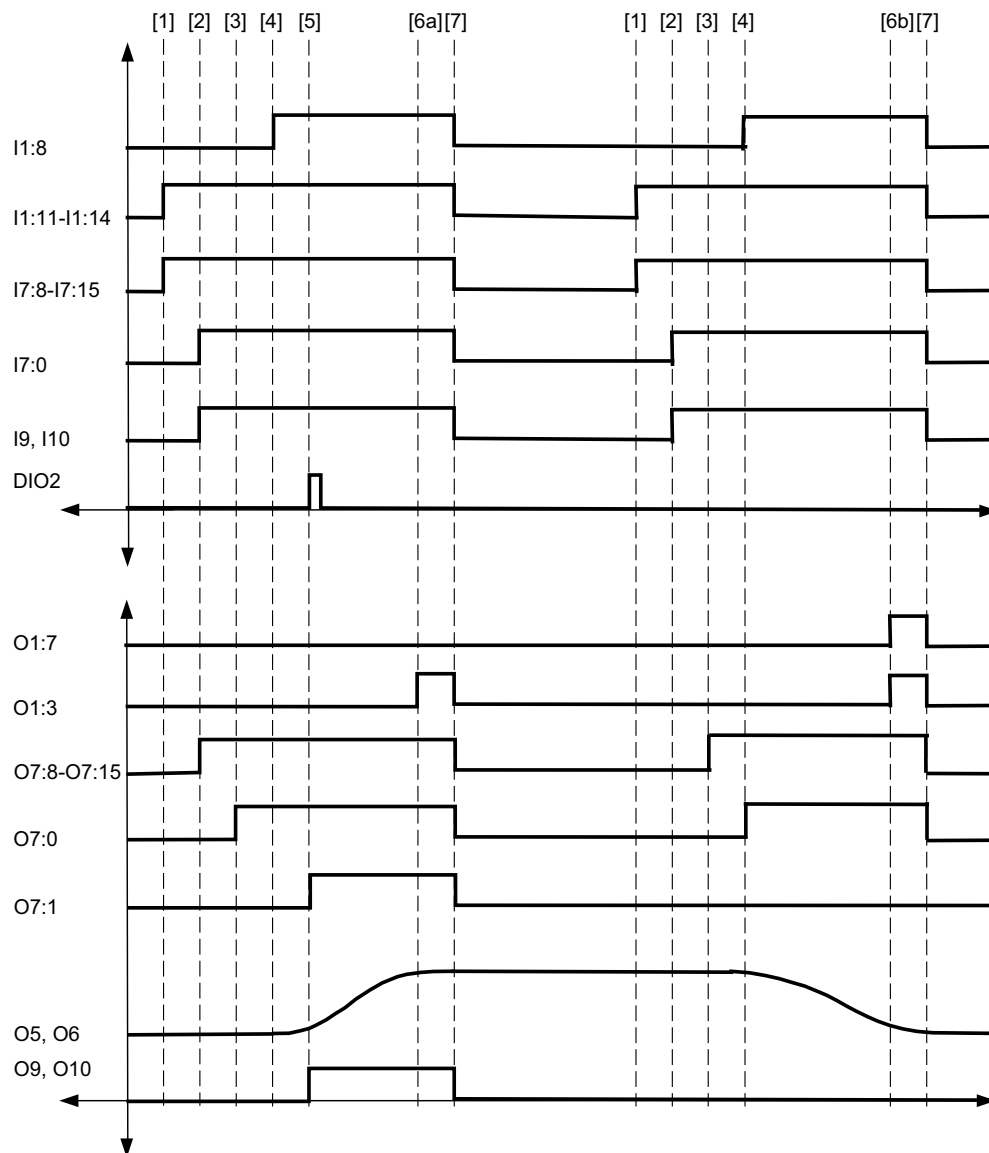 [1] [2] [3] [4] [5] [6a] [7] [1] [2] [3] [4] [6b] [7]
I1:8
I1:11-I1:14
I7:8-I7:15
I7:0
I9, I10
DIO2
O1:7
O1:3
O7:8-O7:15
O7:0
O7:1
O5, O6
O9, O10